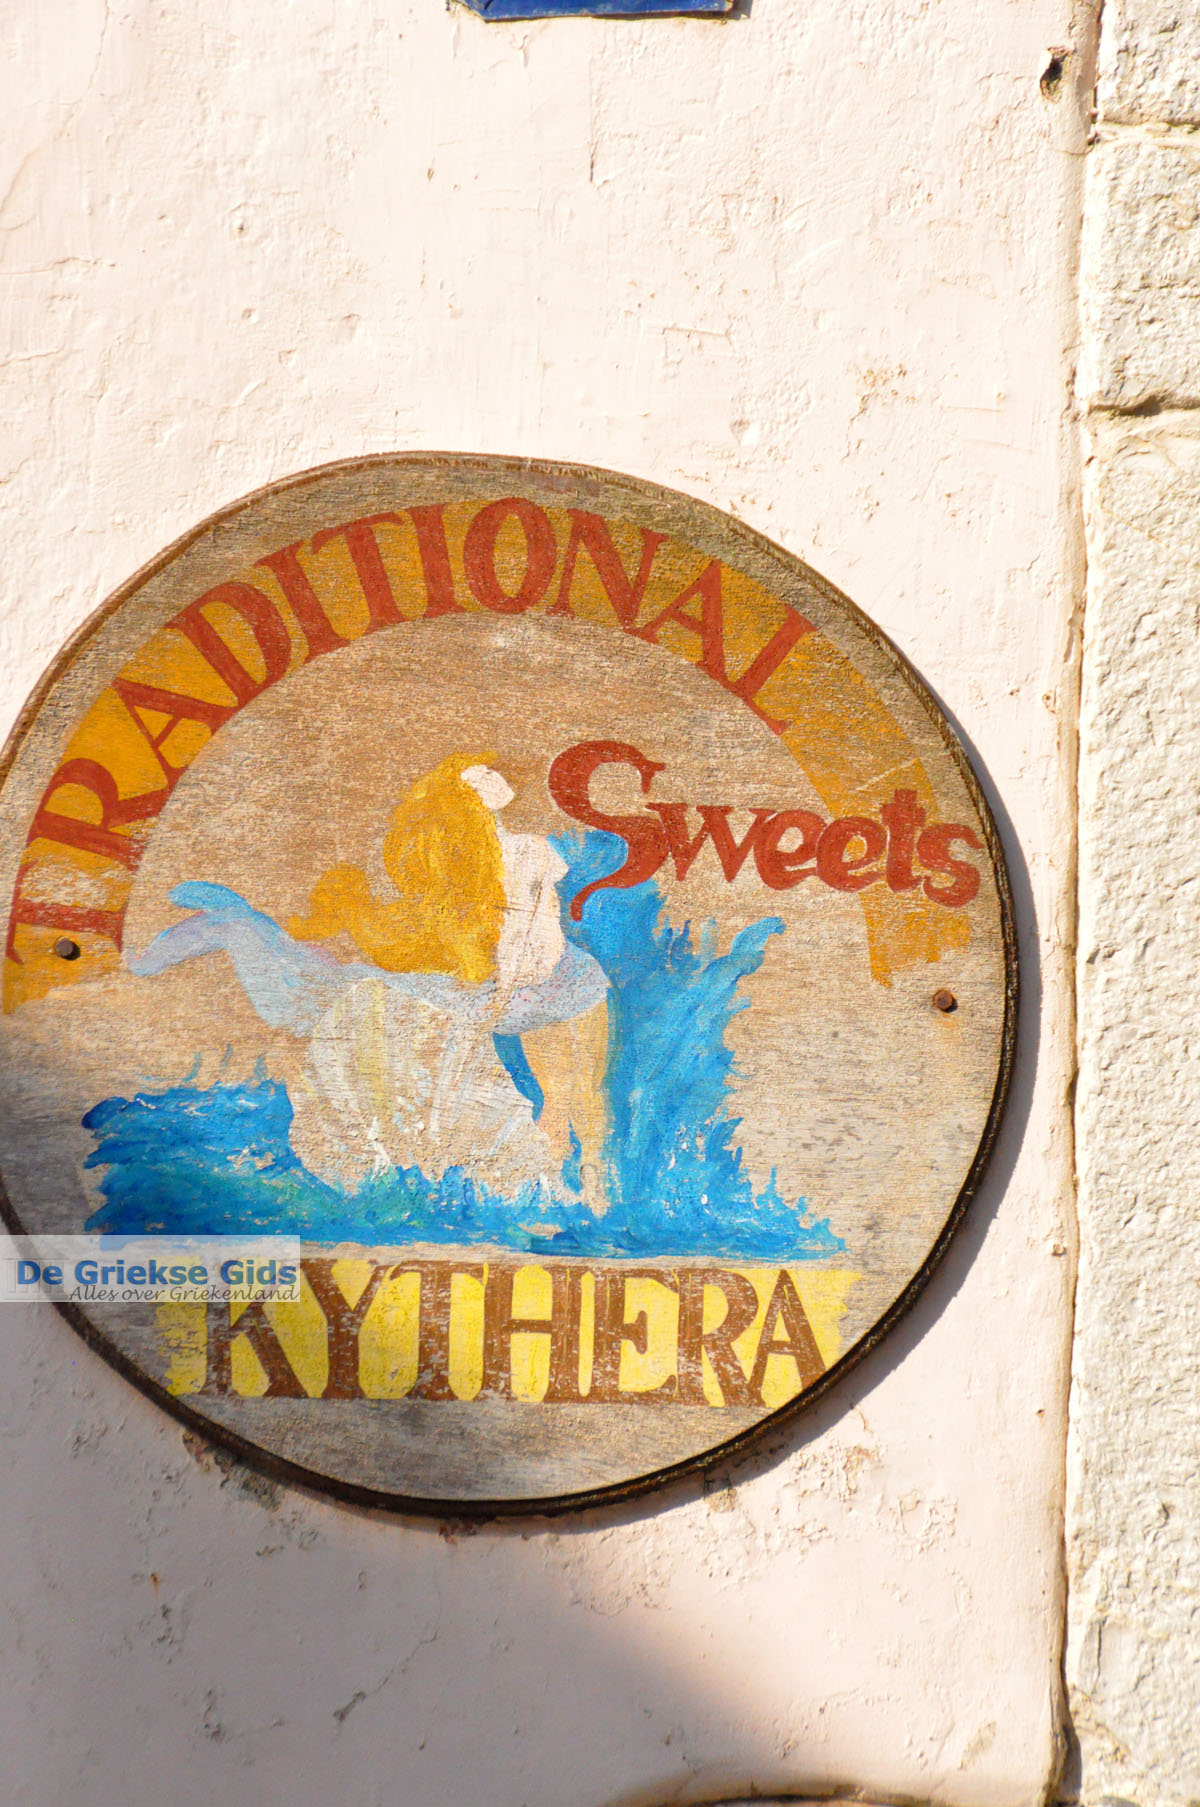 TRADITIONAL
Sweets
KYTHERA
De Griekse Gids
Alles over Griekenland